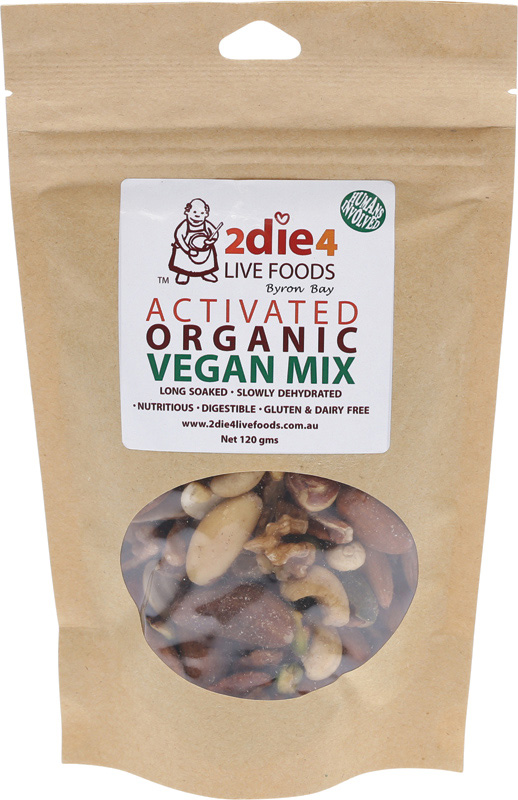 HUMANS
INVOLVED
2die4
TM
LIVE FOODS
Byron Bay
ACTIVATED
ORGANIC
VEGAN MIX
LONG SOAKED • SLOWLY DEHYDRATED
• NUTRITIOUS • DIGESTIBLE • GLUTEN & DAIRY FREE
www.2die4livefoods.com.au
Net 120 gms